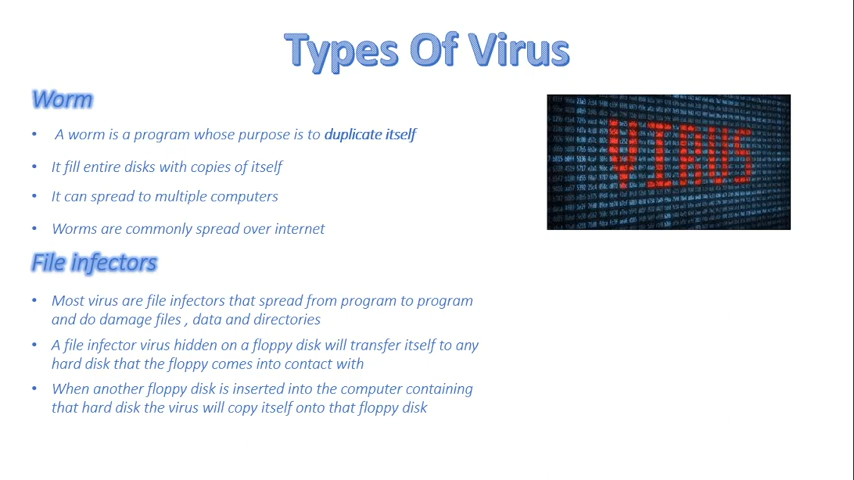 Types Of Virus
Worm
• A worm is a program whose purpose is to duplicate itself
• It fill entire disks with copies of itself
• It can spread to multiple computers
• Worms are commonly spread over internet
VIRUS
File infectors
• Most virus are file infectors that spread from program to program
and do damage files , data and directories
• A file infector virus hidden on a floppy disk will transfer itself to any
hard disk that the floppy comes into contact with
• When another floppy disk is inserted into the computer containing
that hard disk the virus will copy itself onto that floppy disk